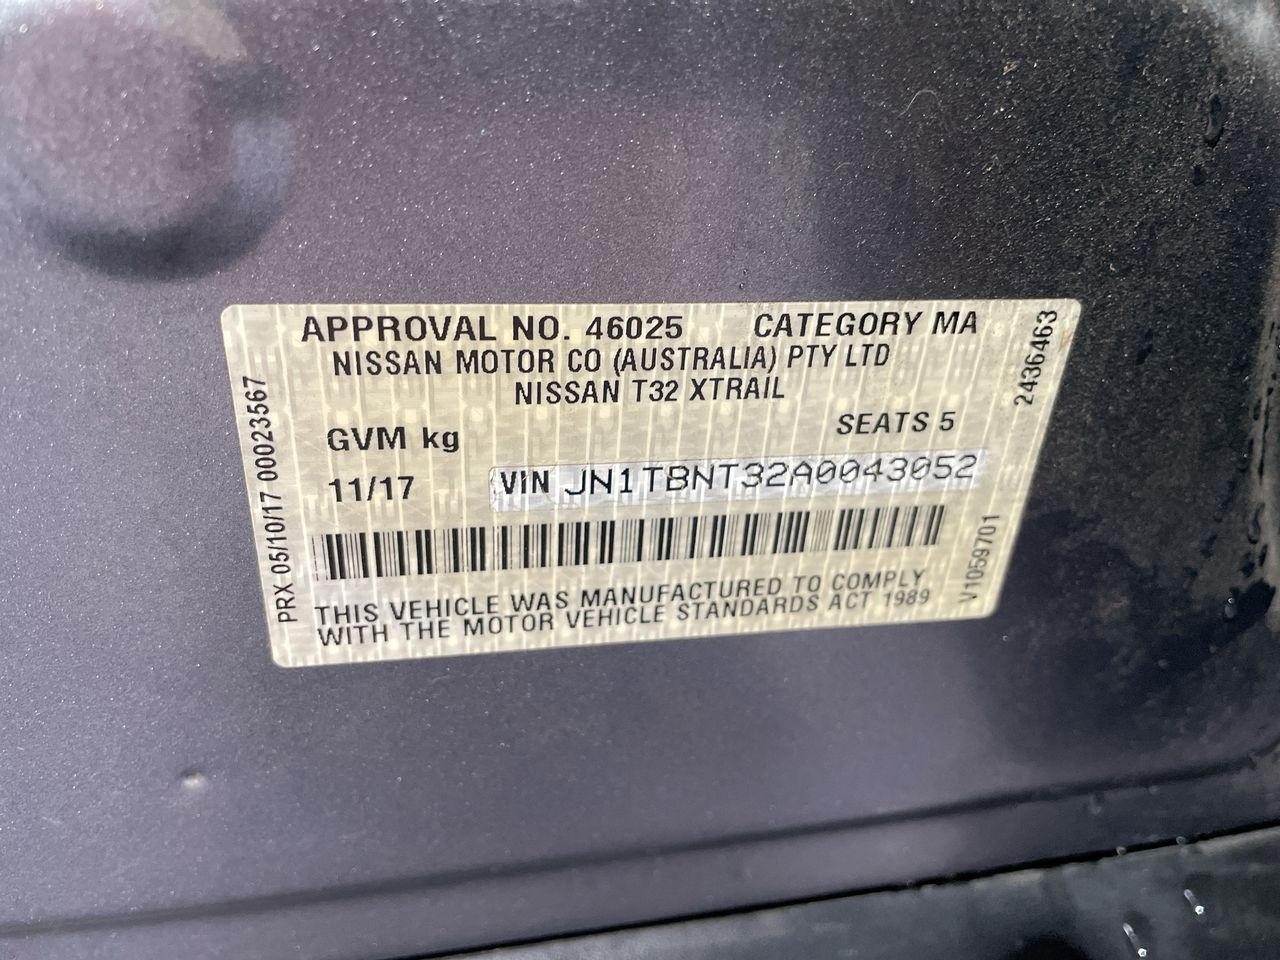 APPROVAL NO. 46025 CATEGORY MA
NISSAN MOTOR CO (AUSTRALIA) PTY LTD
NISSAN T32 XTRAIL
GVM kg SEATS 5
11/17 VIN JN1TBNT32A0043052
THIS VEHICLE WAS MANUFACTURED TO COMPLY
WITH THE MOTOR VEHICLE STANDARDS ACT 1989
PRX 05/10/17 00023567
2436463
V1059701